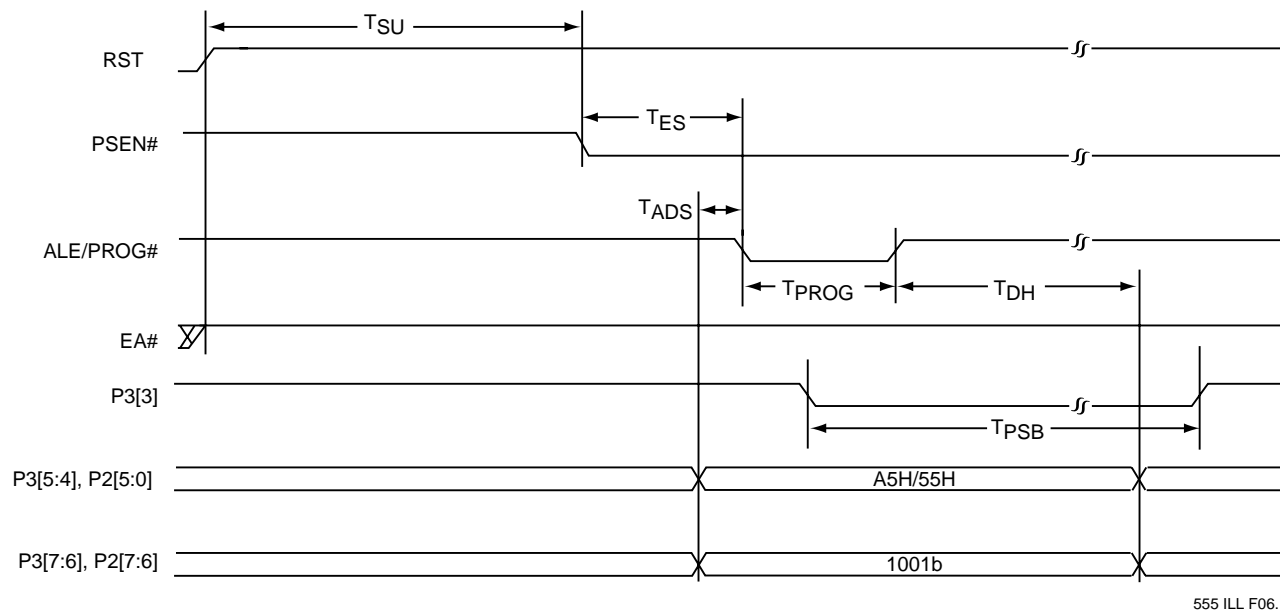 TSU
RST
TES
PSEN#
TADS
ALE/PROG#
TPROG
TDH
EA#
P3[3]
TPSB
P3[5:4], P2[5:0]
A5H/55H
P3[7:6], P2[7:6]
1001b
555 ILL F06.